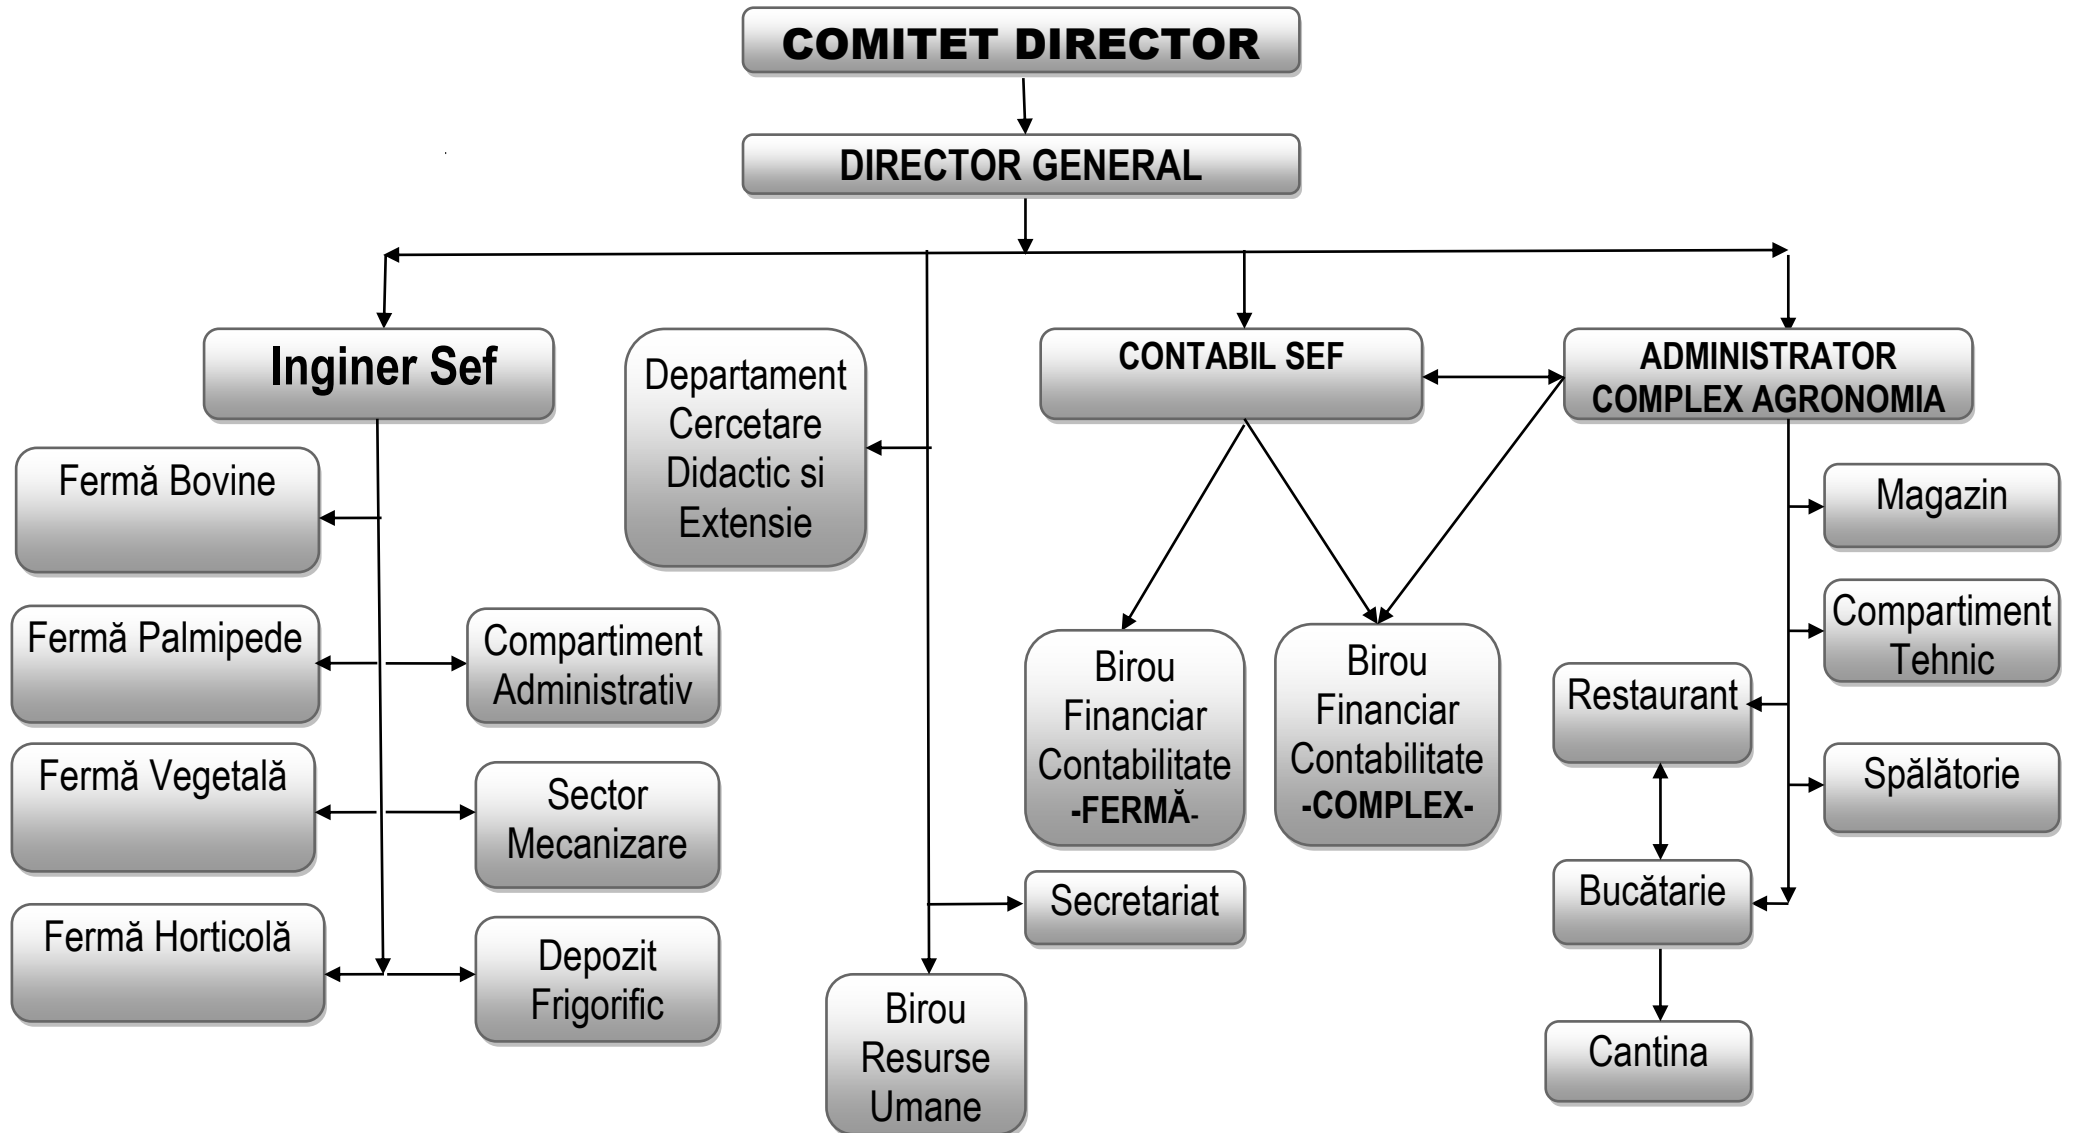 COMITET DIRECTOR
DIRECTOR GENERAL
Inginer Sef
Departament
Cercetare
Didactic si
Extensie
CONTABIL SEF
ADMINISTRATOR
COMPLEX AGRONOMIA
Fermă Bovine
Fermă Palmipede
Fermă Vegetală
Fermă Horticolă
Compartiment
Administrativ
Sector
Mecanizare
Depozit
Frigorific
Birou
Financiar
Contabilitate
-FERMĂ-
Birou
Financiar
Contabilitate
-COMPLEX-
Secretariat
Birou
Resurse
Umane
Magazin
Compartiment
Tehnic
Restaurant
Spălătorie
Bucătarie
Cantina